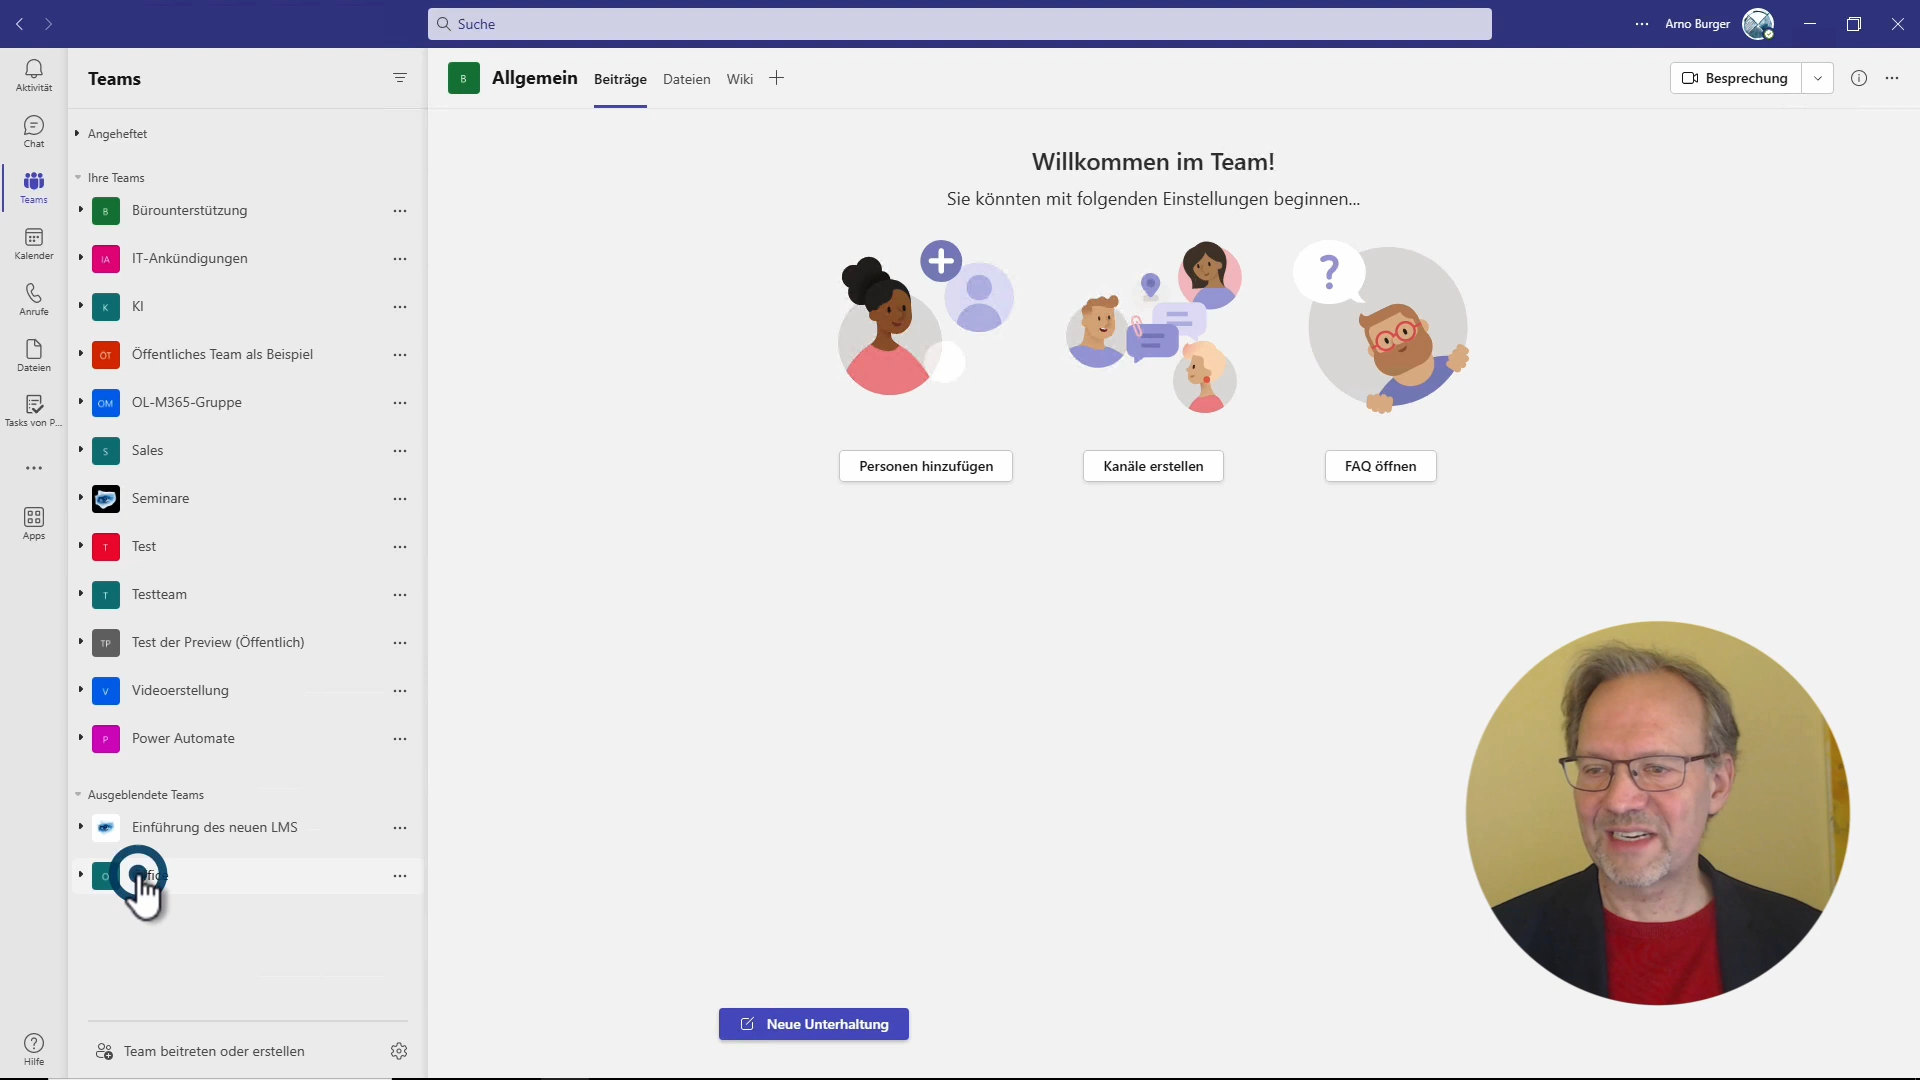 Suche
Arno Burger
Aktivität
Chat
Teams
Kalender
Anrufe
Dateien
Tasks von P...
Apps
Hilfe
Teams
Angeheftet
Ihre Teams
B Bürounterstützung
IA IT-Ankündigungen
K KI
ÖT Öffentliches Team als Beispiel
OM OL-M365-Gruppe
S Sales
Seminare
T Test
T Testteam
TP Test der Preview (Öffentlich)
V Videoerstellung
P Power Automate
Ausgeblendete Teams
Einführung des neuen LMS
O
Team beitreten oder erstellen
B Allgemein Beiträge Dateien Wiki
Besprechung
Willkommen im Team!
Sie könnten mit folgenden Einstellungen beginnen...
Personen hinzufügen
Kanäle erstellen
FAQ öffnen
Neue Unterhaltung